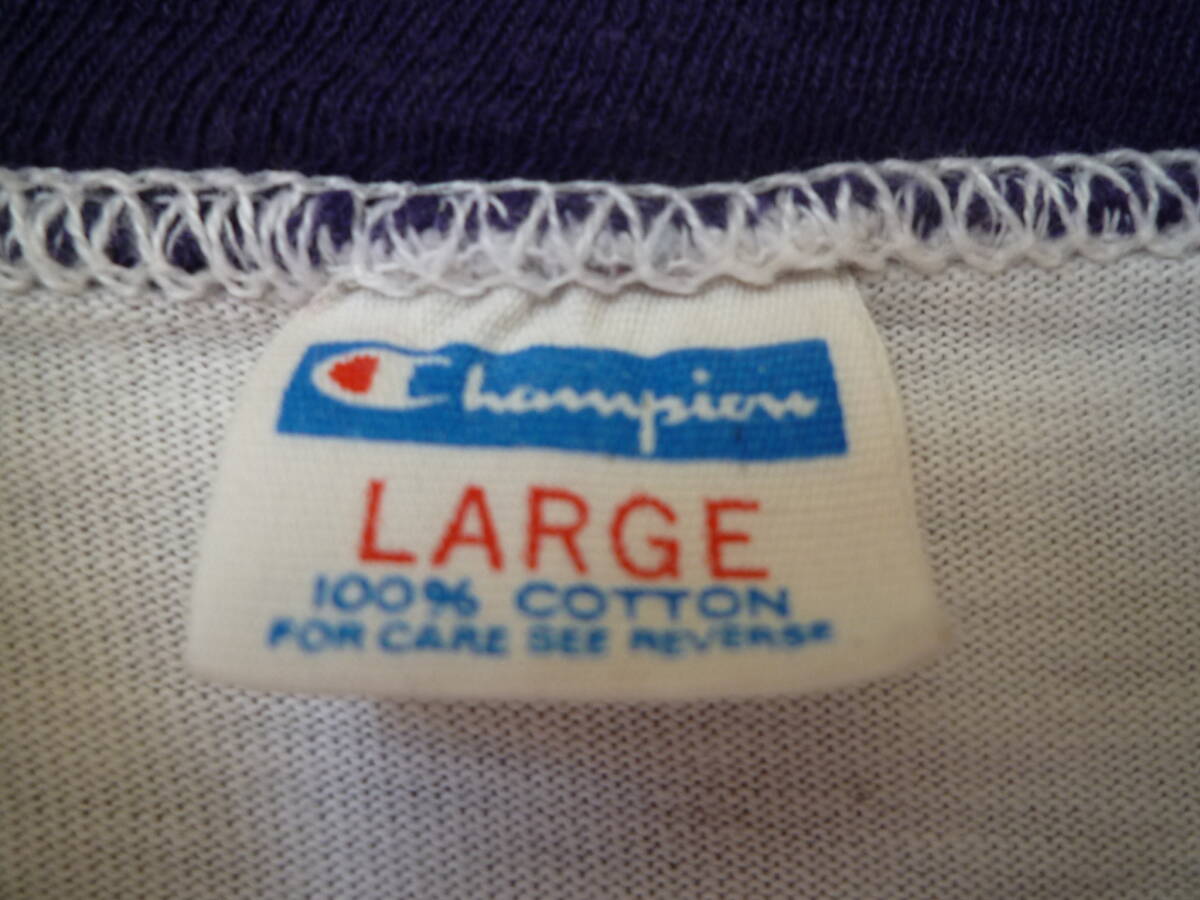 Champion
LARGE
100% COTTON
FOR CARE SEE REVERSE